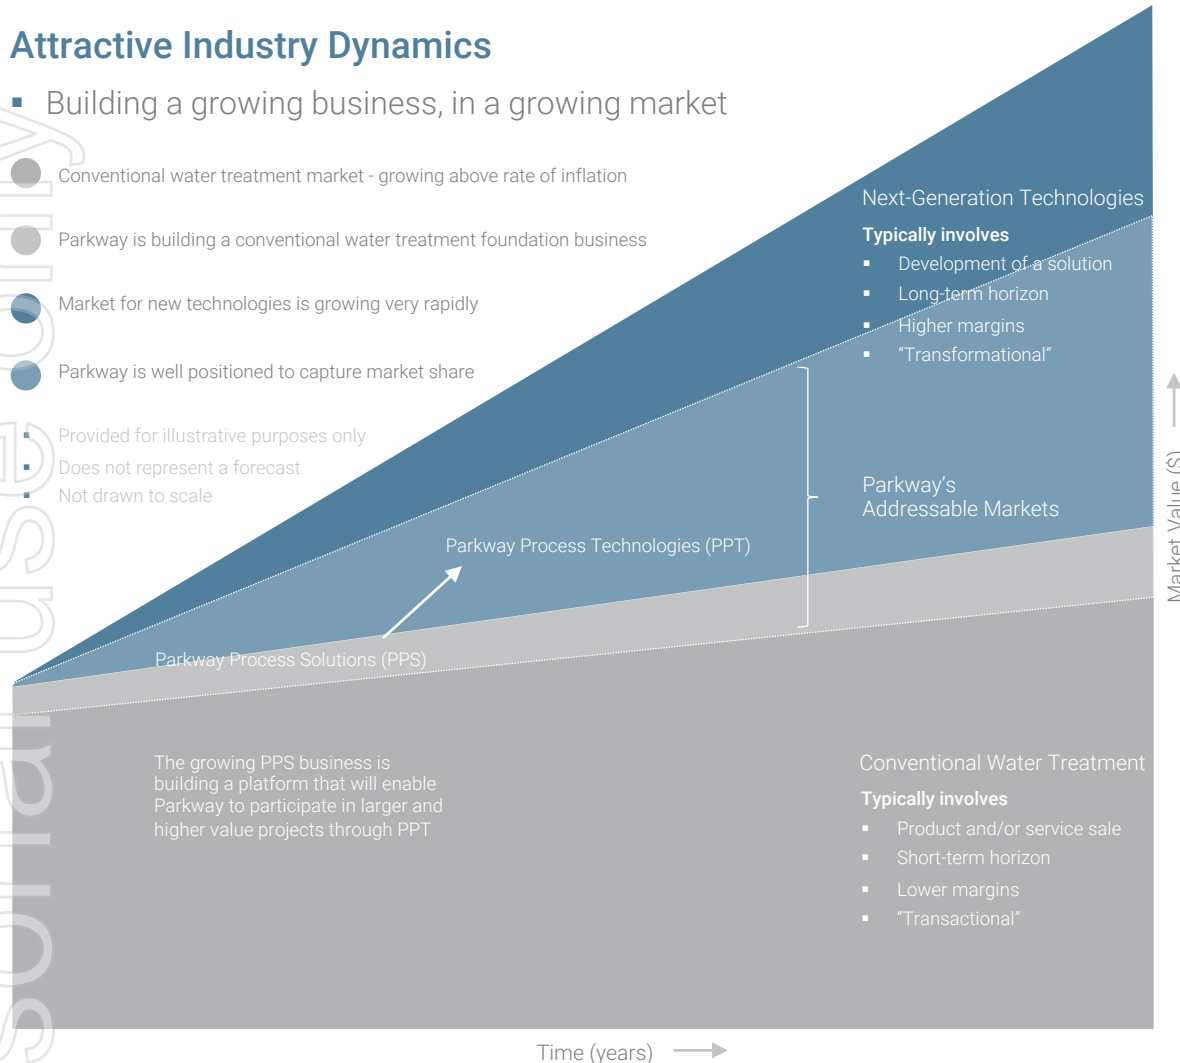 Attractive Industry Dynamics
▪ Building a growing business, in a growing market
Conventional water treatment market - growing above rate of inflation
Parkway is building a conventional water treatment foundation business
Market for new technologies is growing very rapidly
Parkway is well positioned to capture market share
▪ Provided for illustrative purposes only
▪ Does not represent a forecast
▪ Not drawn to scale
Next-Generation Technologies
Typically involves
▪ Development of a solution
▪ Long-term horizon
▪ Higher margins
▪ “Transformational”
Parkway’s
Addressable Markets
Parkway Process Technologies (PPT)
Parkway Process Solutions (PPS)
The growing PPS business is
building a platform that will enable
Parkway to participate in larger and
higher value projects through PPT
Conventional Water Treatment
Typically involves
▪ Product and/or service sale
▪ Short-term horizon
▪ Lower margins
▪ “Transactional”
Market Value ($)
Time (years)
sonal use only